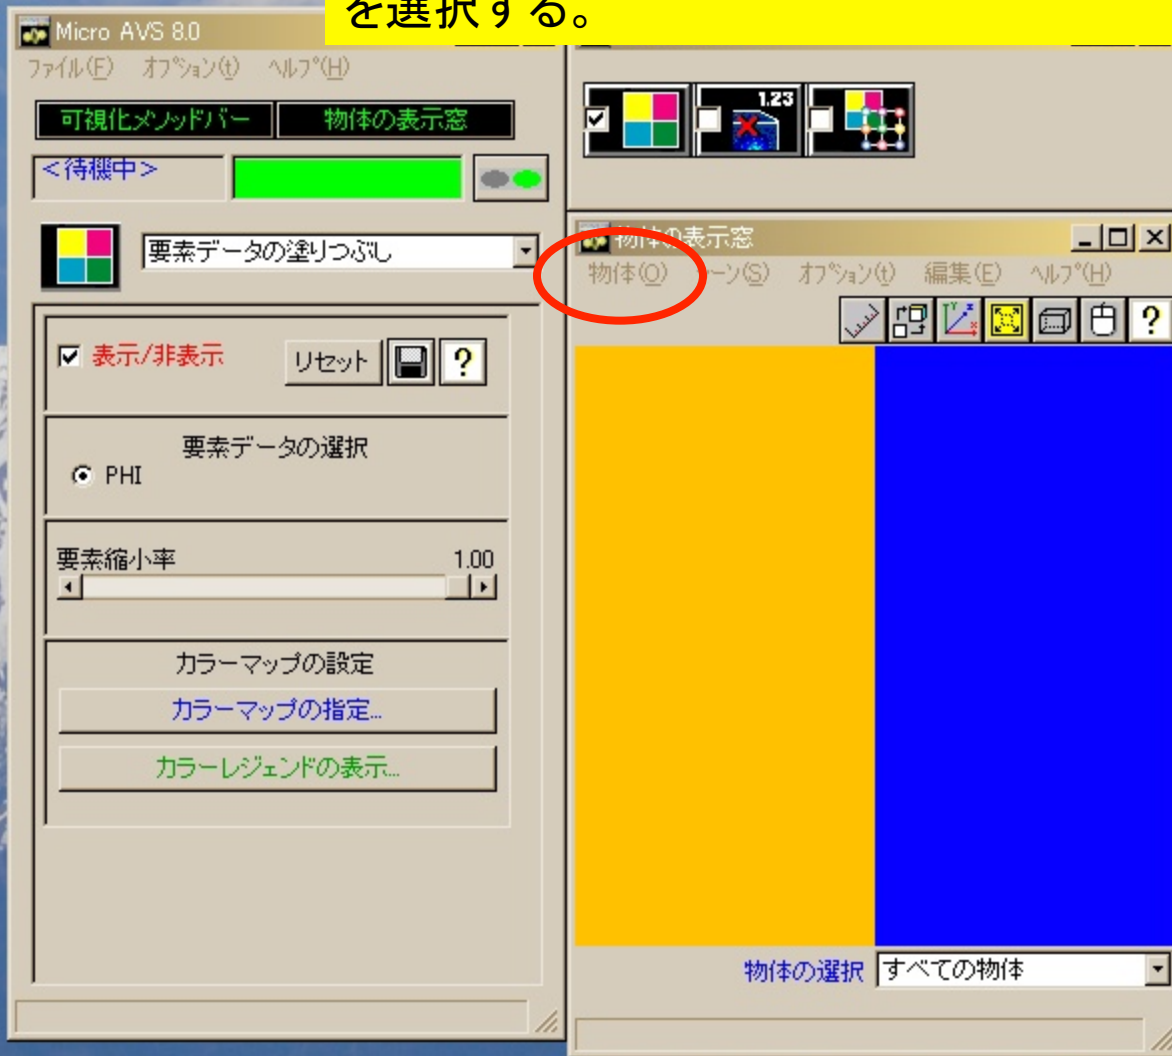 を選択する。
Micro AVS 8.0
ファイル(F) オプション(t) ヘルプ(H)
可視化メソッドバー 物体の表示窓
<待機中>
要素データの塗りつぶし
表示/非表示 リセット ?
要素データの選択
PHI
要素縮小率 1.00
カラーマップの設定
カラーマップの指定...
カラーレジェンドの表示...
1.23
物体の表示窓
物体(O) シーン(S) オプション(t) 編集(E) ヘルプ(H)
?
物体の選択 すべての物体